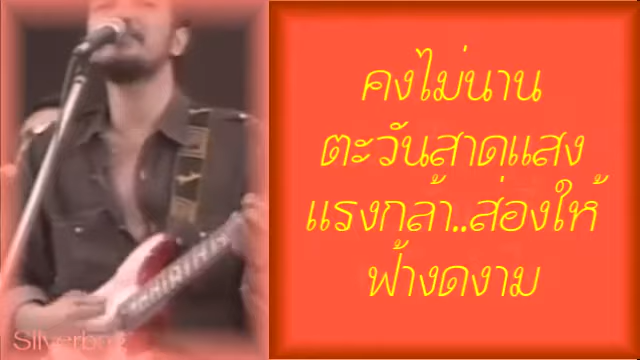 คงไม่นาน
ตะวันสาดแสง
แรงกล้า..ส่องให้
ฟ้างดงาม